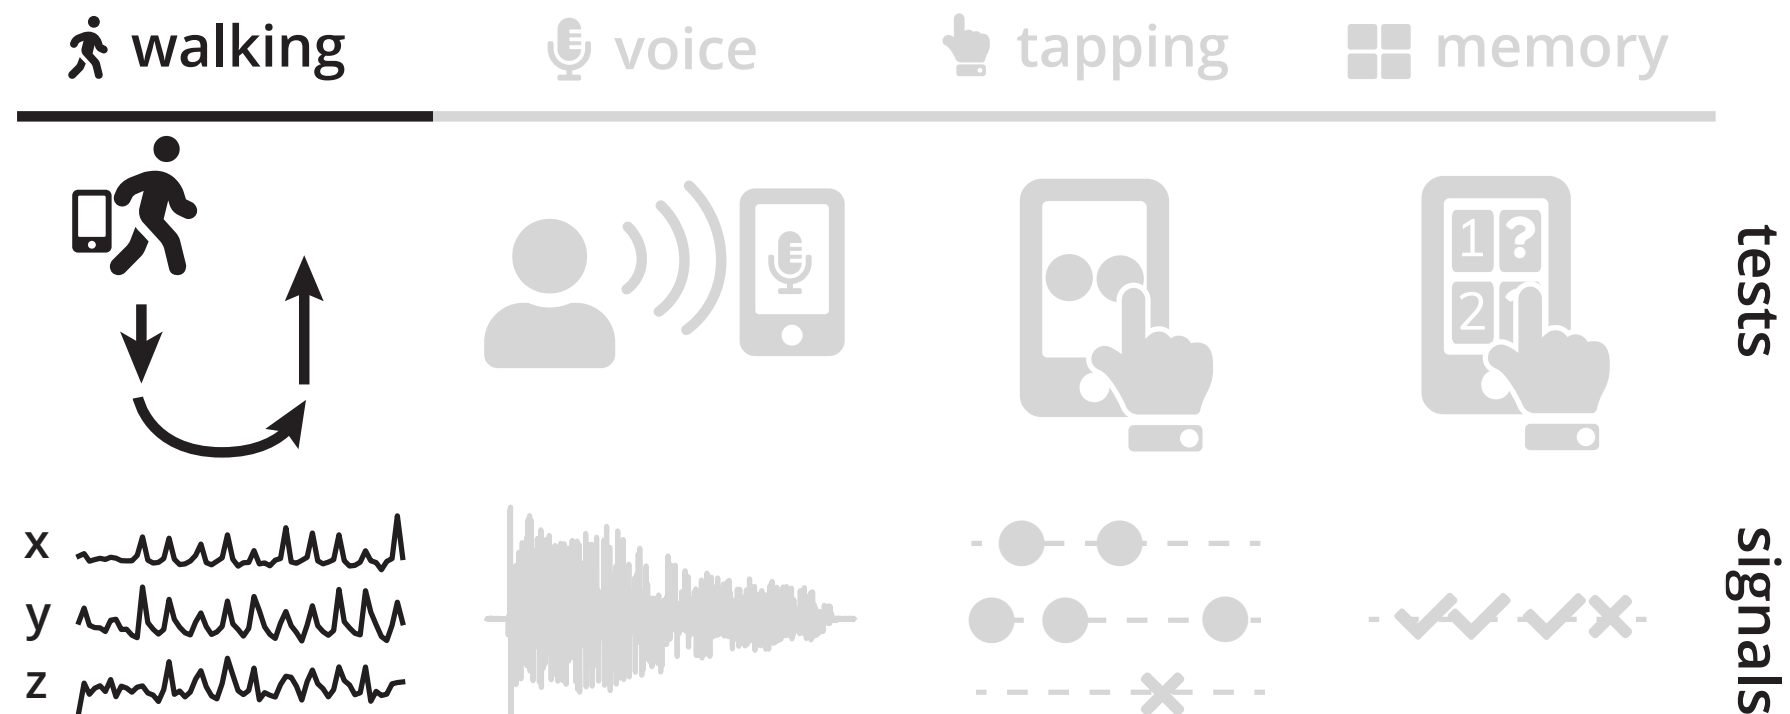 walking
voice
tapping
memory
1 ?
2
tests
x
y
z
signals